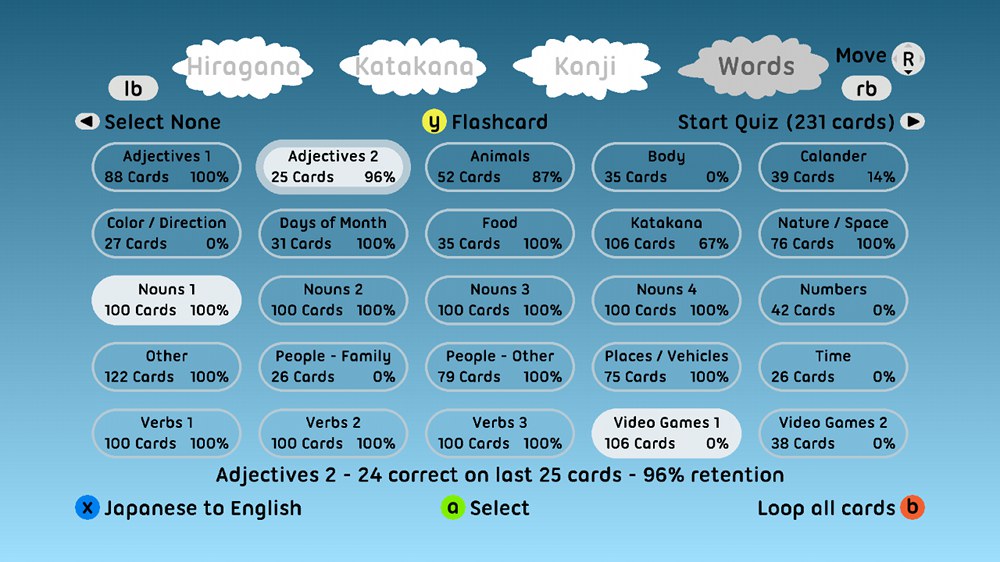 Hiragana Katakana Kanji Words Move R
lb rb
Select None y Flashcard Start Quiz (231 cards)
Adjectives 1 Adjectives 2 Animals Body Calander
88 Cards 100% 25 Cards 96% 52 Cards 87% 35 Cards 0% 39 Cards 14%
Color / Direction Days of Month Food Katakana Nature / Space
27 Cards 0% 31 Cards 100% 35 Cards 100% 106 Cards 67% 76 Cards 100%
Nouns 1 Nouns 2 Nouns 3 Nouns 4 Numbers
100 Cards 100% 100 Cards 100% 100 Cards 100% 100 Cards 100% 42 Cards 0%
Other People - Family People - Other Places / Vehicles Time
122 Cards 100% 26 Cards 0% 79 Cards 100% 75 Cards 100% 26 Cards 0%
Verbs 1 Verbs 2 Verbs 3 Video Games 1 Video Games 2
100 Cards 100% 100 Cards 100% 100 Cards 100% 106 Cards 0% 38 Cards 0%
Adjectives 2 - 24 correct on last 25 cards - 96% retention
x Japanese to English a Select Loop all cards b